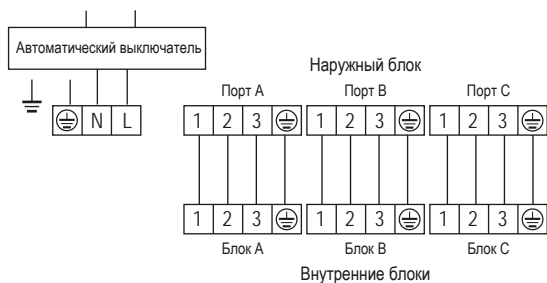 Автоматический выключатель
Наружный блок
Порт А Порт В Порт С
N L 1 2 3 1 2 3 1 2 3
1 2 3 1 2 3 1 2 3
Блок А Блок В Блок С
Внутренние блоки